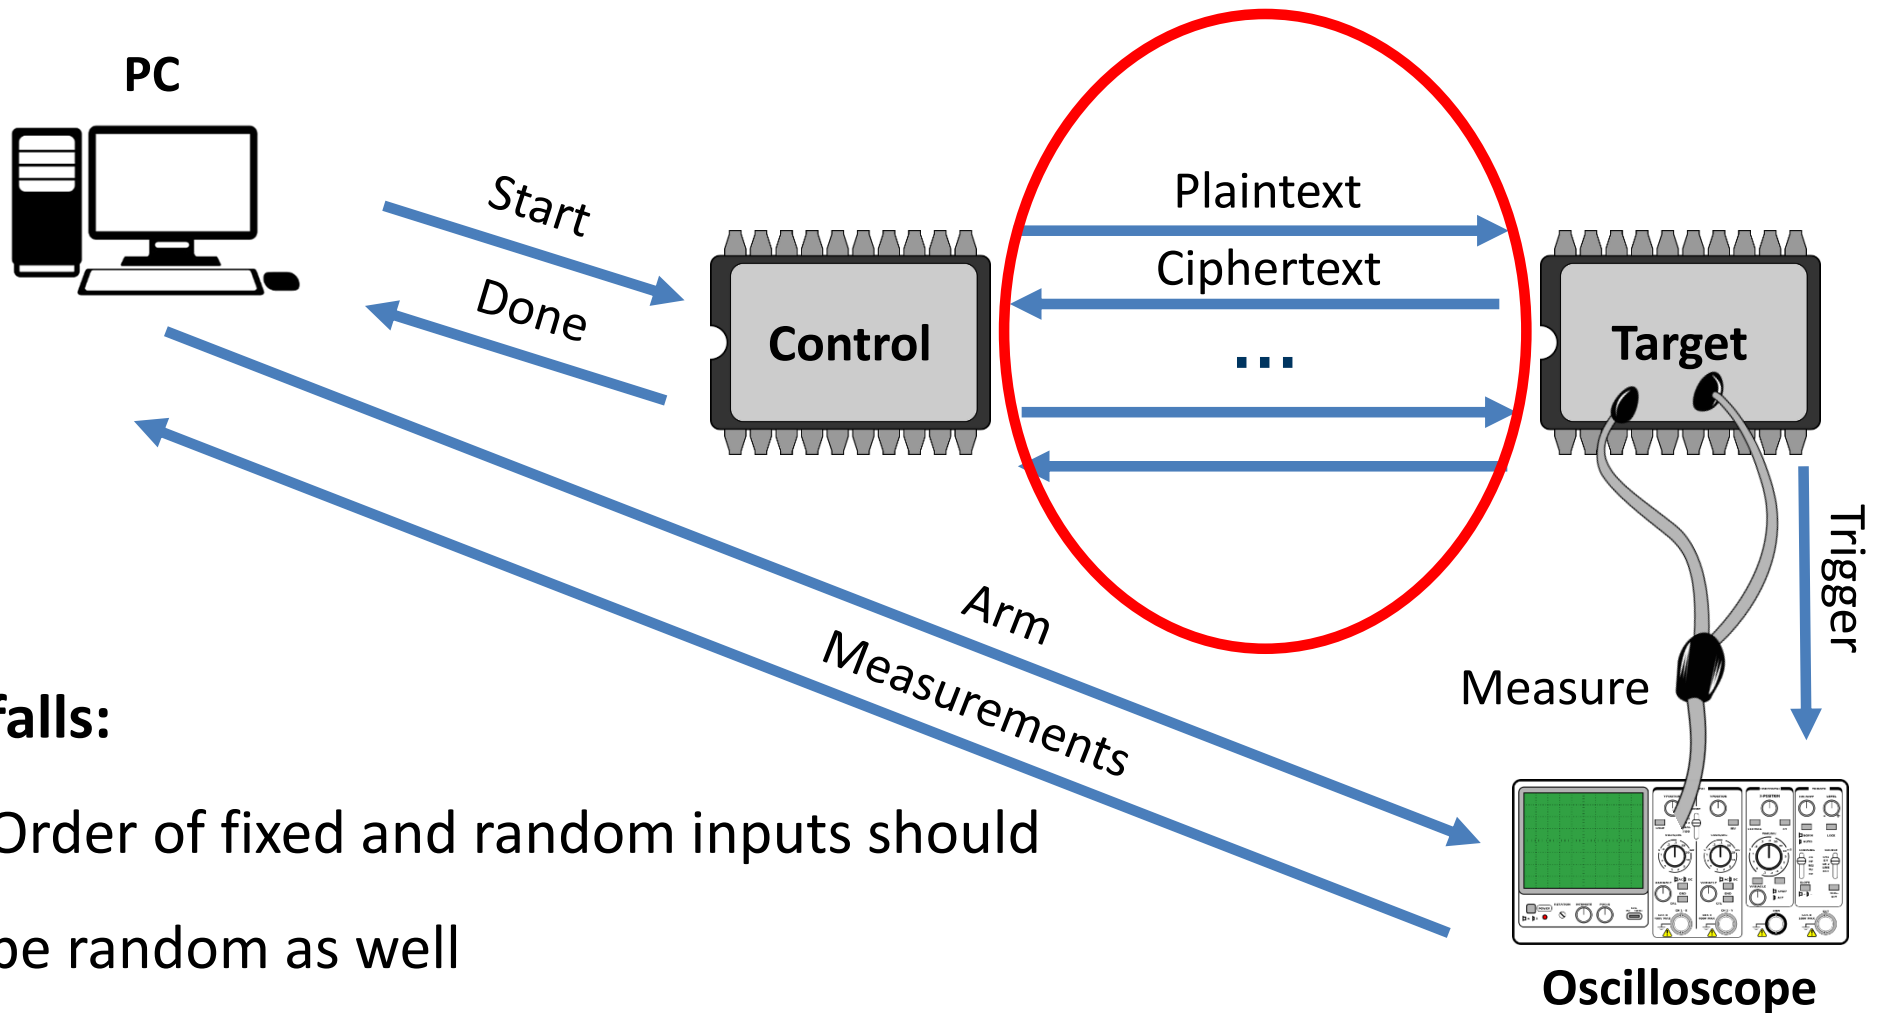 PC
Start
Done
Control
Plaintext
Ciphertext
...
Target
Trigger
Arm
Measurements
Measure
falls:
Order of fixed and random inputs should
be random as well
Oscilloscope